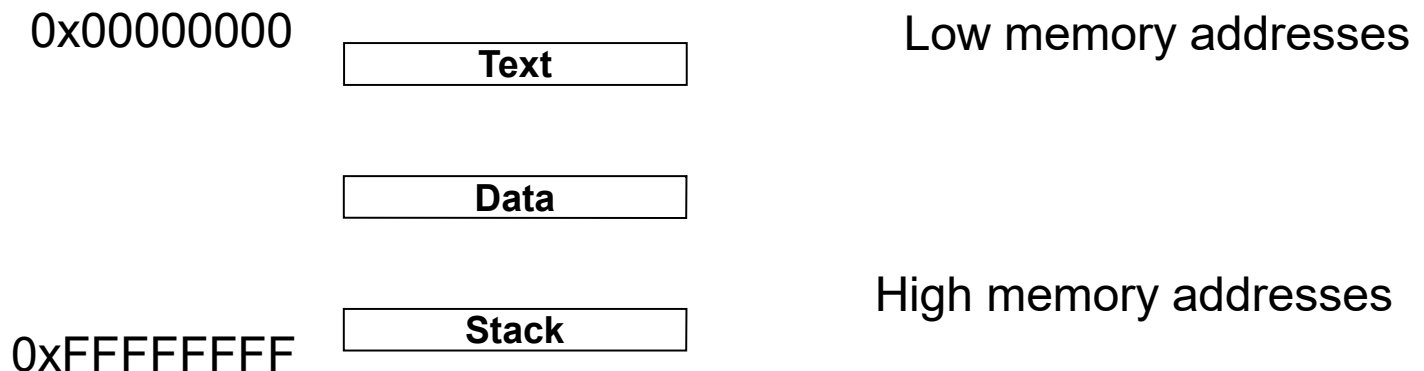 0x00000000
Low memory addresses
Text
Data
High memory addresses
Stack
0xFFFFFFFF